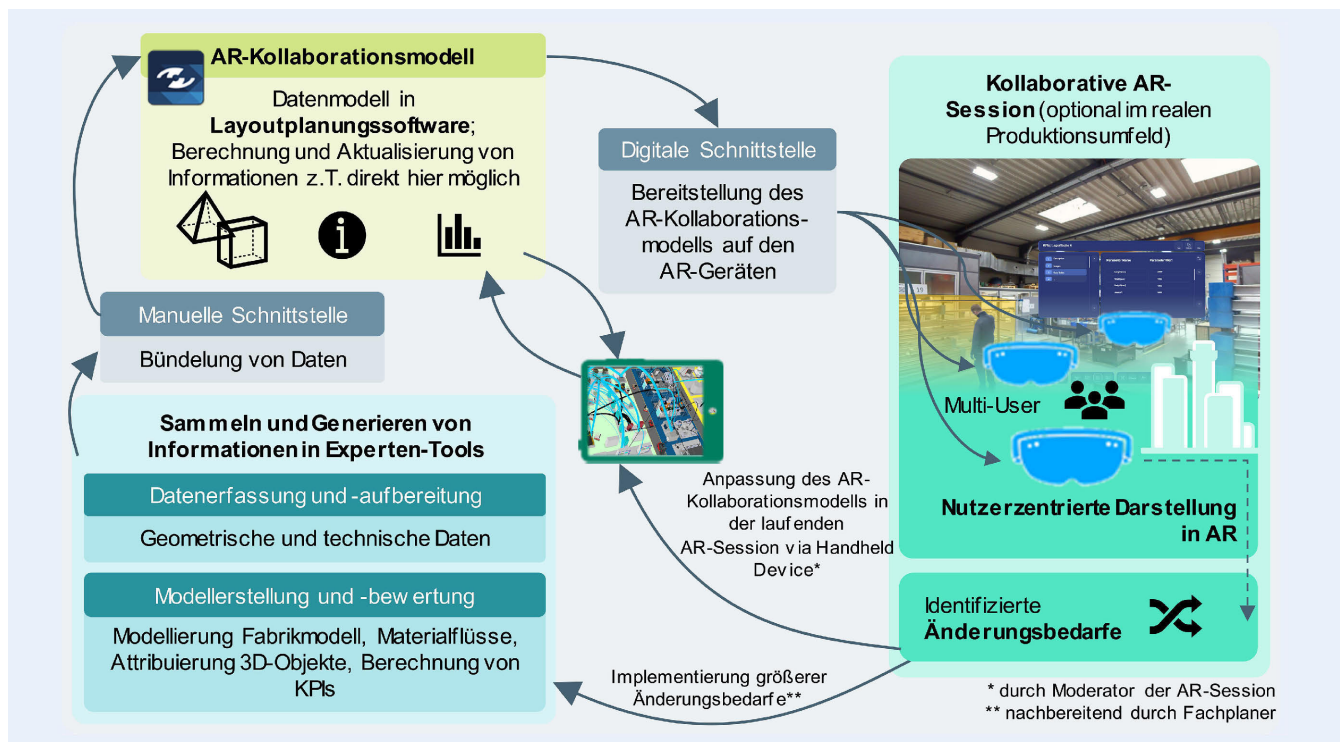 AR-Kollaborationsmodell
Datenmodell in
Layoutplanungssoftware;
Berechnung und Aktualisierung von
Informationen z.T. direkt hier möglich
Digitale Schnittstelle
Bereitstellung des
AR-Kollaborations-
modells auf den
AR-Geräten
Kollaborative AR-
Session (optional im realen
Produktionsumfeld)
Multi-User
Nutzerzentrierte Darstellung
in AR
Manuelle Schnittstelle
Bündelung von Daten
Sammeln und Generieren von
Informationen in Experten-Tools
Datenerfassung und -aufbereitung
Geometrische und technische Daten
Modellerstellung und -bewertung
Modellierung Fabrikmodell, Materialflüsse,
Attribuierung 3D-Objekte, Berechnung von
KPIs
Anpassung des AR-
Kollaborationsmodells in
der laufenden
AR-Session via Handheld
Device*
Identifizierte
Änderungsbedarfe
Implementierung größerer
Änderungsbedarfe**
* durch Moderator der AR-Session
** nachbereitend durch Fachplaner